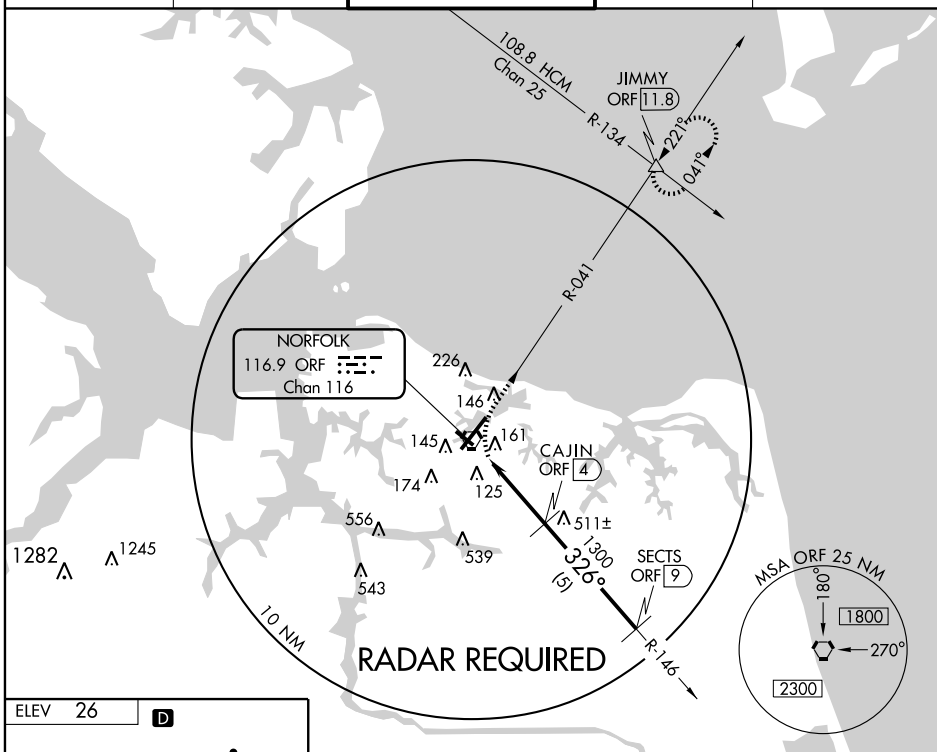 108.8 HCM
Chan 25
R-134
JIMMY
ORF 11.8
221°
041°
R-041
NORFOLK
116.9 ORF
Chan 116
226
146
145
161
174
125
CAJIN
ORF 4
511±
1300
326°
(5)
556
539
543
1282
1245
SECTS
ORF 9
R-146
10 NM
RADAR REQUIRED
MSA ORF 25 NM
180°
1800
270°
2300
ELEV 26
D